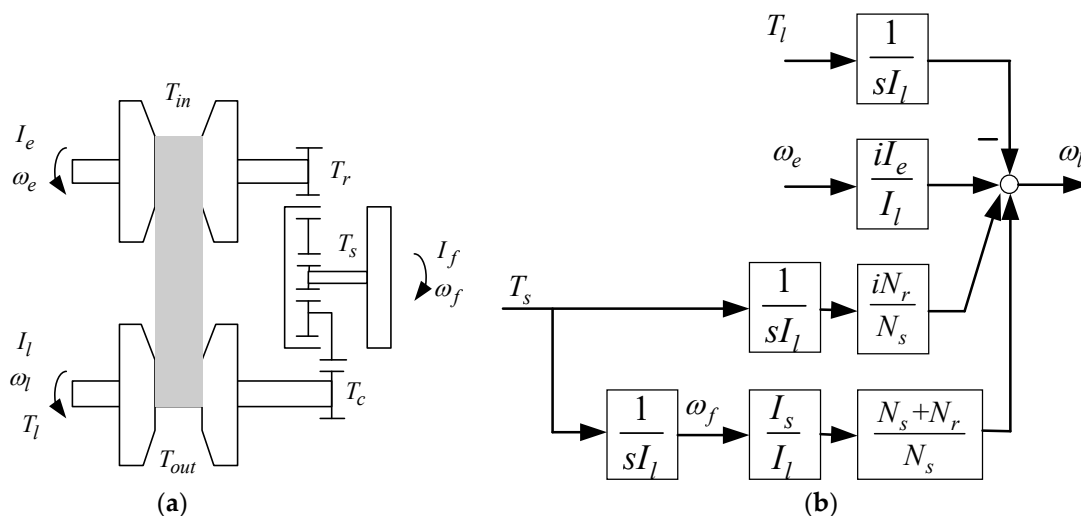 T_in
I_e
ω_e
T_r
T_s
I_f
ω_f
I_l
ω_l
T_l
T_c
T_out
(a)
T_l
1
sI_l
−
ω_e
iI_e
I_l
ω_l
T_s
1
sI_l
iN_r
N_s
1
sI_l
ω_f
I_s
I_l
N_s+N_r
N_s
(b)